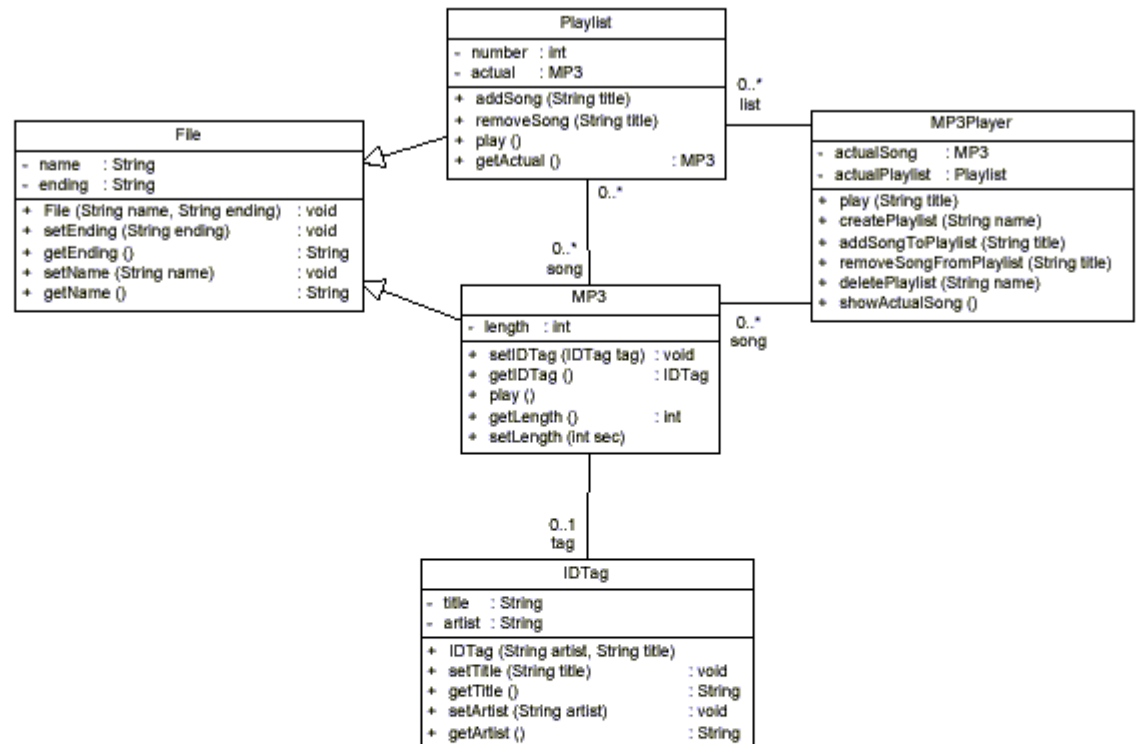 Playlist
- number : int
- actual : MP3
+ addSong (String title)
+ removeSong (String title)
+ play ()
+ getActual () : MP3
0..*
list
0..*
File
- name : String
- ending : String
+ File (String name, String ending) : void
+ setEnding (String ending) : void
+ getEnding () : String
+ setName (String name) : void
+ getName () : String
MP3Player
- actualSong : MP3
- actualPlaylist : Playlist
+ play (String title)
+ createPlaylist (String name)
+ addSongToPlaylist (String title)
+ removeSongFromPlaylist (String title)
+ deletePlaylist (String name)
+ showActualSong ()
0..*
song
MP3
- length : int
+ setIDTag (IDTag tag) : void
+ getIDTag () : IDTag
+ play ()
+ getLength () : int
+ setLength (int sec)
0..*
song
0..1
tag
IDTag
- title : String
- artist : String
+ IDTag (String artist, String title)
+ setTitle (String title) : void
+ getTitle () : String
+ setArtist (String artist) : void
+ getArtist () : String